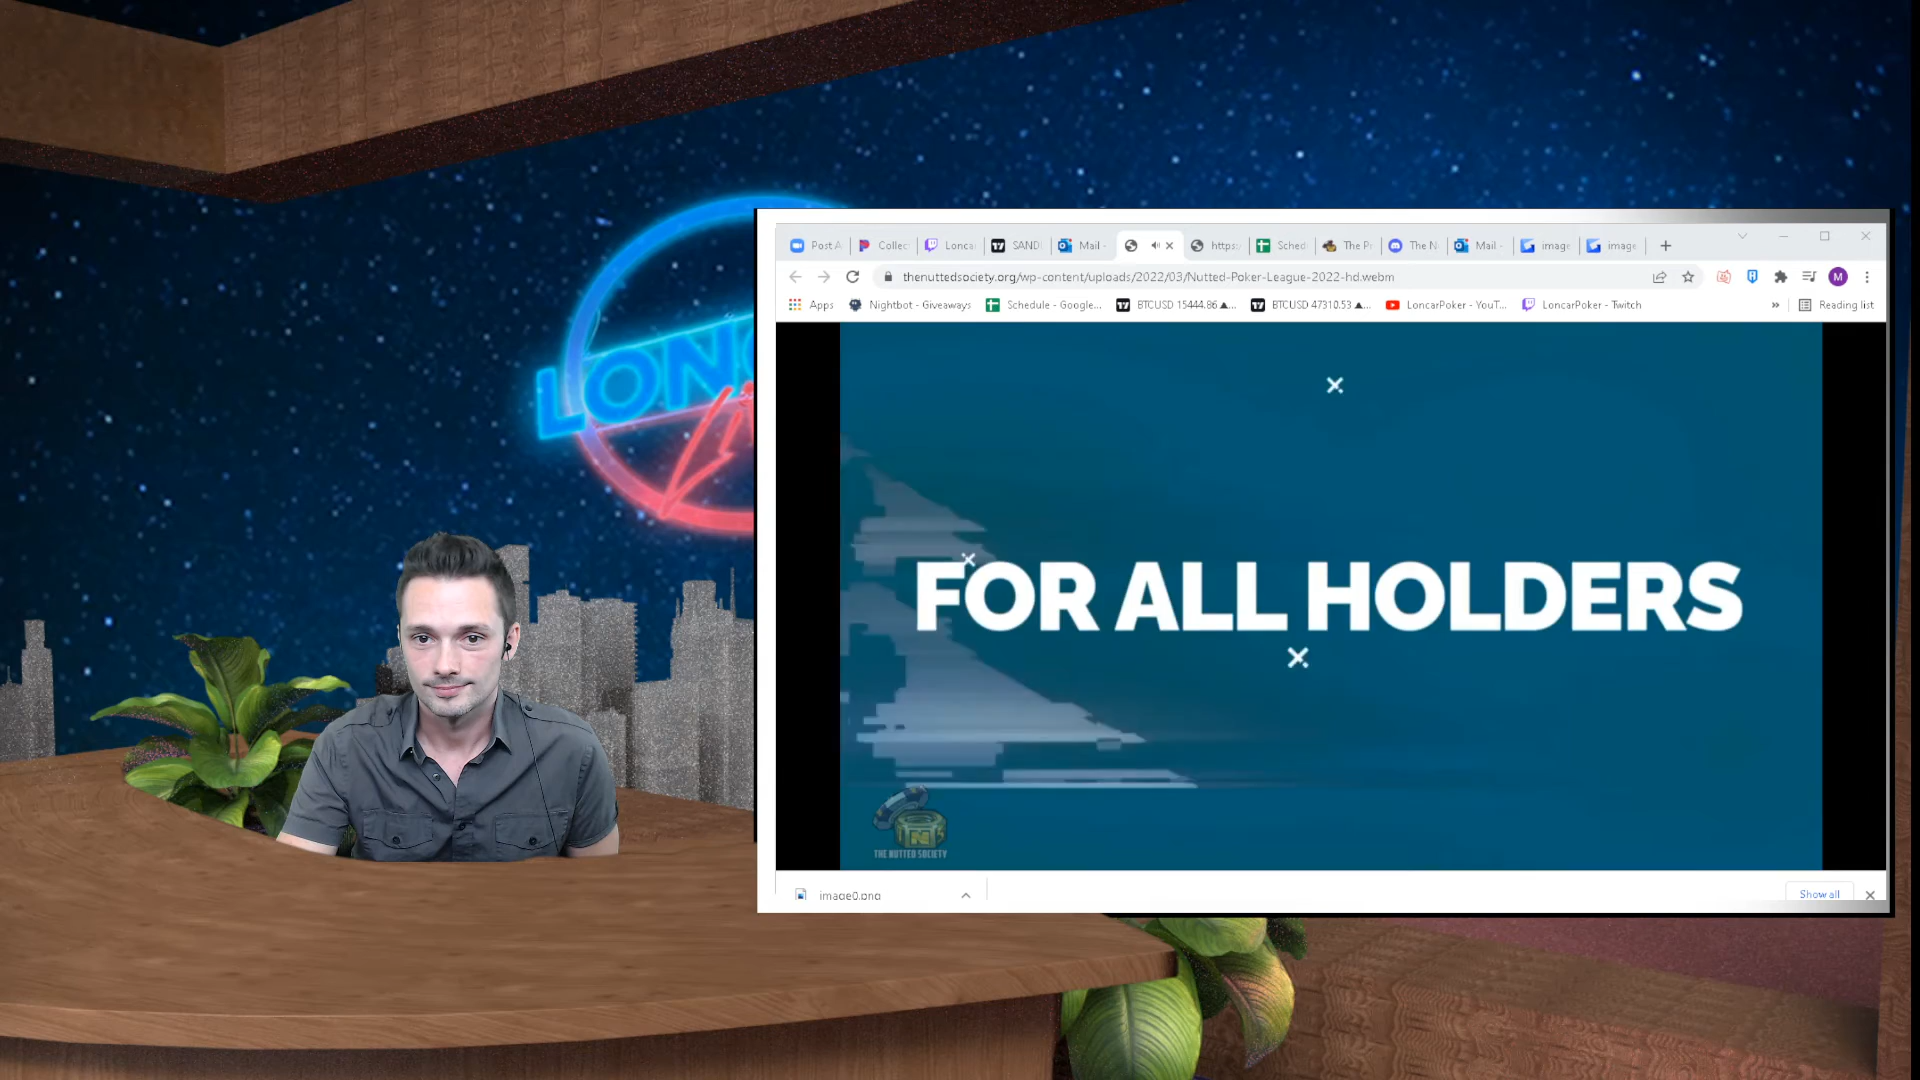 LON
Post A
Collec
Lonca
SANDI
Mail -
https:
Sched
The P
The N
Mail -
image
image
thenuttedsociety.org/wp-content/uploads/2022/03/Nutted-Poker-League-2022-hd.webm
M
Apps
Nightbot - Giveaways
Schedule - Google...
BTCUSD 15444.86 ▲...
BTCUSD 47310.53 ▲...
LoncarPoker - YouT...
LoncarPoker - Twitch
»
Reading list
FOR ALL HOLDERS
N
THE NUTTED SOCIETY
image0.png
Show all